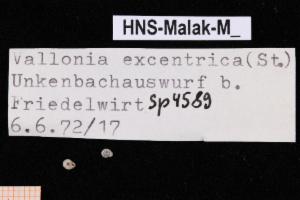 HNS-Malak-M_
Vallonia excentrica(St.)
Unkenbachauswurf b.
Friedelwirt Sp4589
6.6.72/17